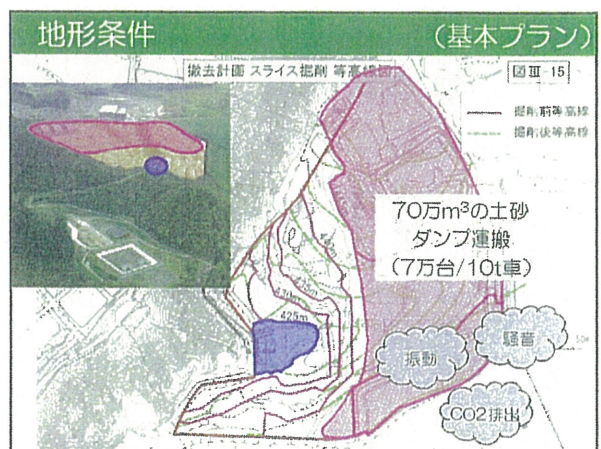 地形条件
(基本プラン)
撤去計画 スライス掘削 等高線図
図Ⅲ-15
掘削前等高線
掘削後等高線
70万m³の土砂
ダンプ運搬
(7万台/10t車)
425m
騒音
振動
CO2排出